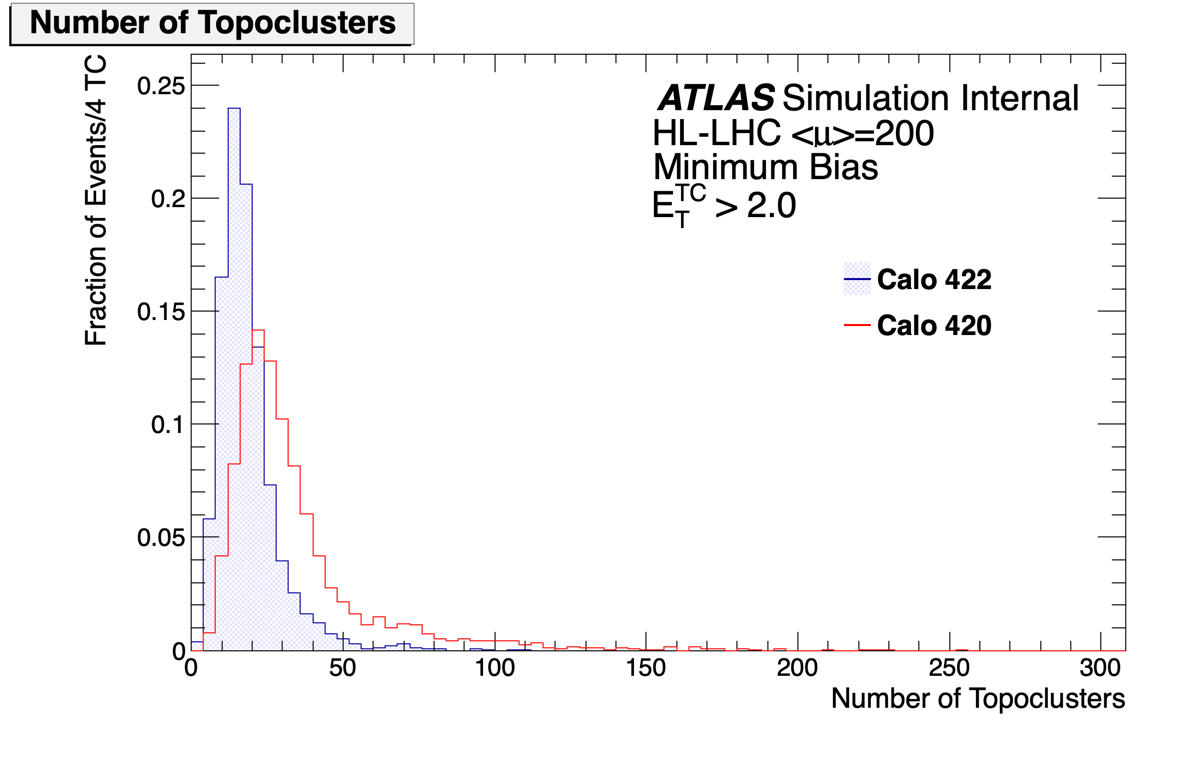 Number of Topoclusters
Fraction of Events/4 TC
0.25
0.2
0.15
0.1
0.05
0
ATLAS Simulation Internal
HL-LHC <μ>=200
Minimum Bias
E_T^TC > 2.0
Calo 422
Calo 420
0 50 100 150 200 250 300
Number of Topoclusters